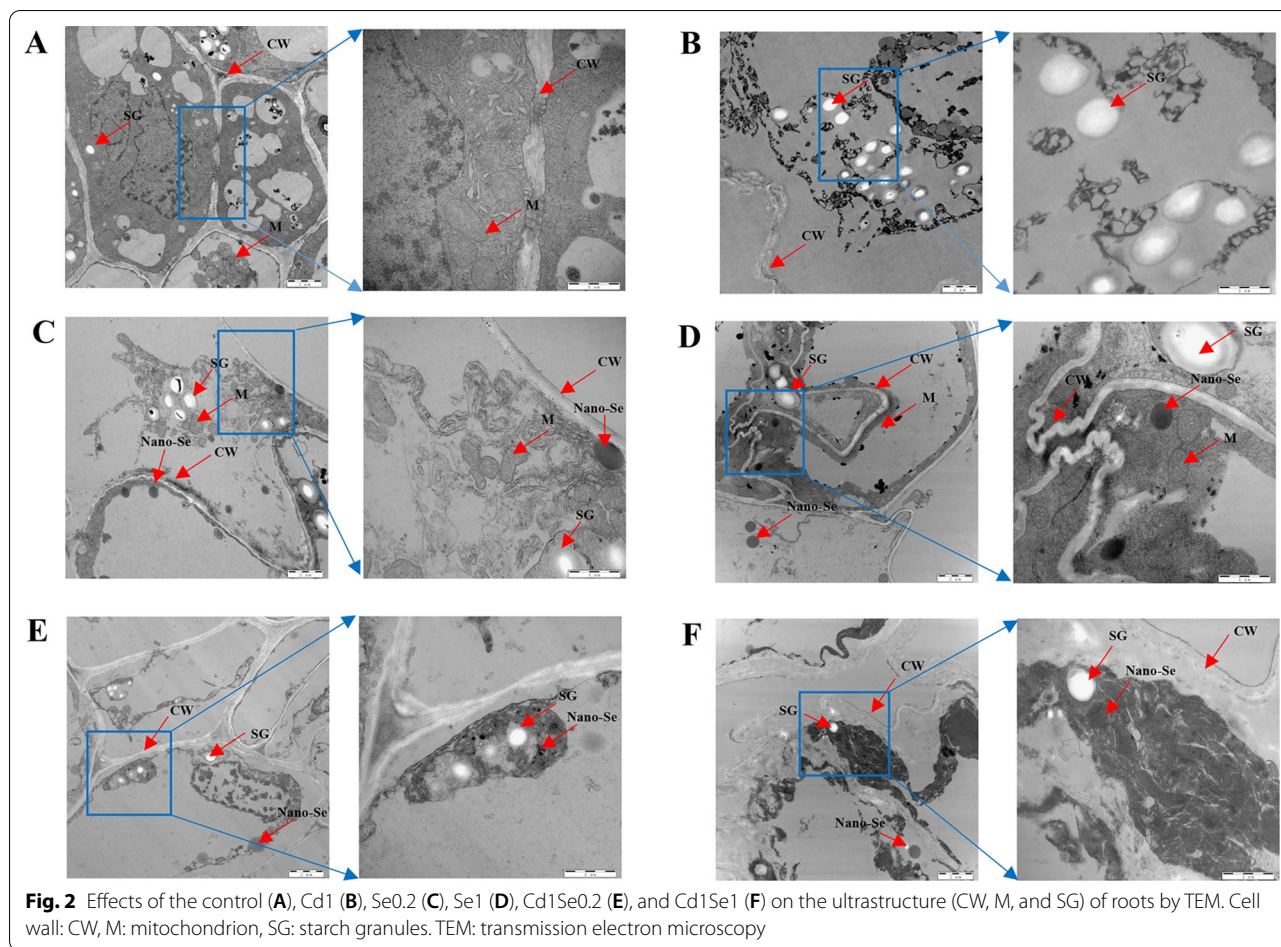 A
CW
SG
M
CW
M
B
SG
CW
SG
C
SG
M
Nano-Se
CW
CW
M
Nano-Se
SG
D
SG
CW
M
Nano-Se
SG
Nano-Se
CW
M
E
CW
SG
Nano-Se
SG
Nano-Se
F
CW
SG
Nano-Se
SG
CW
Nano-Se
Fig. 2 Effects of the control (A), Cd1 (B), Se0.2 (C), Se1 (D), Cd1Se0.2 (E), and Cd1Se1 (F) on the ultrastructure (CW, M, and SG) of roots by TEM. Cell
wall: CW, M: mitochondrion, SG: starch granules. TEM: transmission electron microscopy